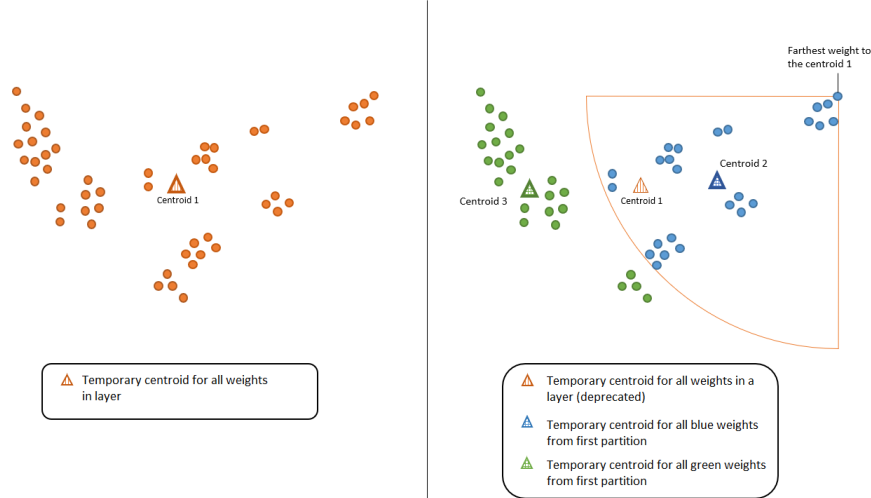 Centroid 1
Temporary centroid for all weights
in layer
Farthest weight to
the centroid 1
Centroid 2
Centroid 3
Centroid 1
Temporary centroid for all weights in a
layer (deprecated)
Temporary centroid for all blue weights
from first partition
Temporary centroid for all green weights
from first partition